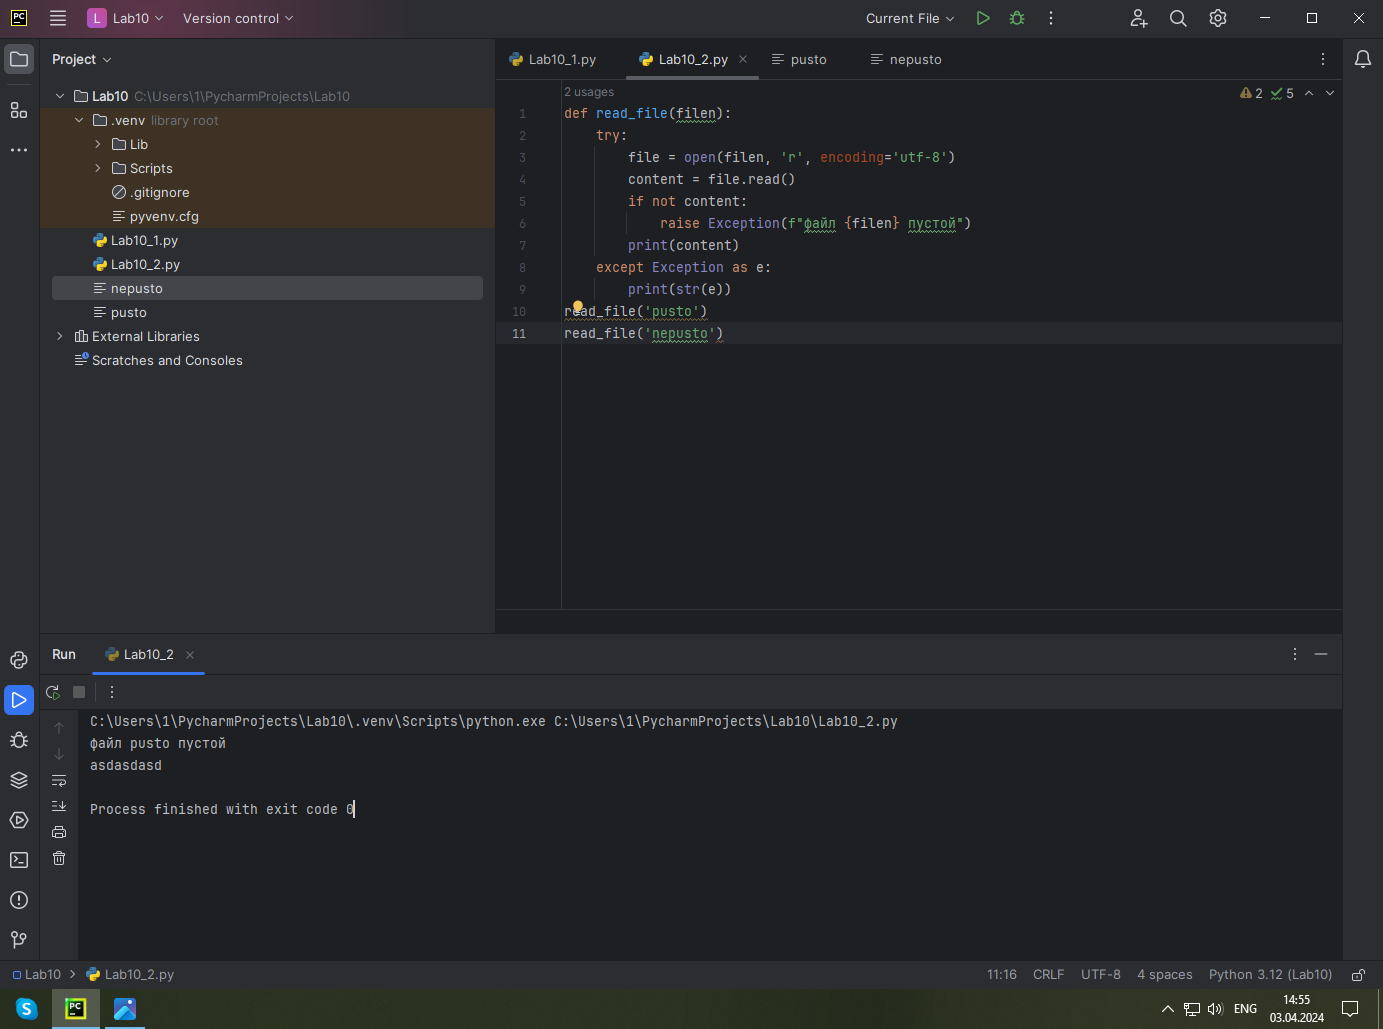 PC L Lab10 Version control Current File
Project
Lab10 C:\Users\1\PycharmProjects\Lab10
.venv library root
Lib
Scripts
.gitignore
pyvenv.cfg
Lab10_1.py
Lab10_2.py
nepusto
pusto
External Libraries
Scratches and Consoles
Lab10_1.py Lab10_2.py pusto nepusto
2 usages 2 5
1 def read_file(filen):
2 try:
3 file = open(filen, 'r', encoding='utf-8')
4 content = file.read()
5 if not content:
6 raise Exception(f"файл {filen} пустой")
7 print(content)
8 except Exception as e:
9 print(str(e))
10 read_file('pusto')
11 read_file('nepusto')
Run Lab10_2
C:\Users\1\PycharmProjects\Lab10\.venv\Scripts\python.exe C:\Users\1\PycharmProjects\Lab10\Lab10_2.py
файл pusto пустой
asdasdasd
Process finished with exit code 0
Lab10 Lab10_2.py 11:16 CRLF UTF-8 4 spaces Python 3.12 (Lab10)
S PC ENG 14:55
03.04.2024